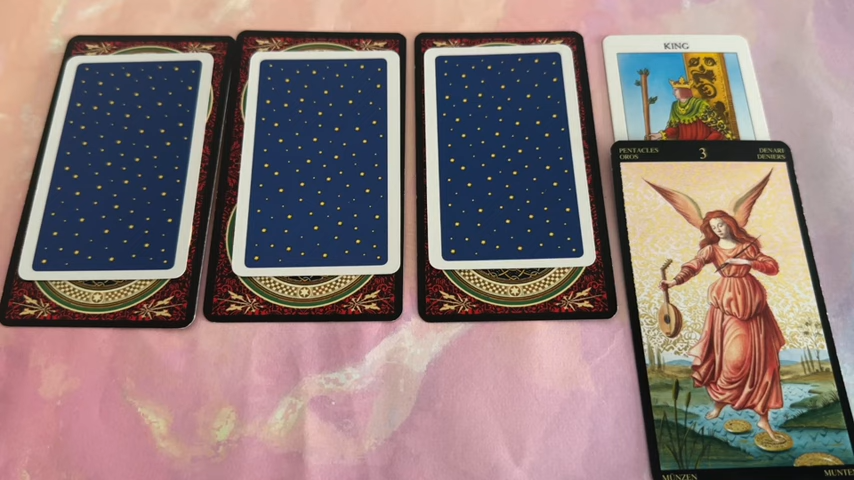 KING
PENTACLES
OROS
3
DENARI
DENIERS
MÜNZEN
MUNTE